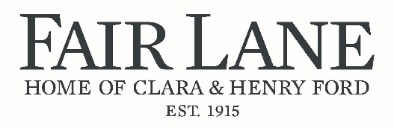 FAIR LANE
HOME OF CLARA & HENRY FORD
EST. 1915